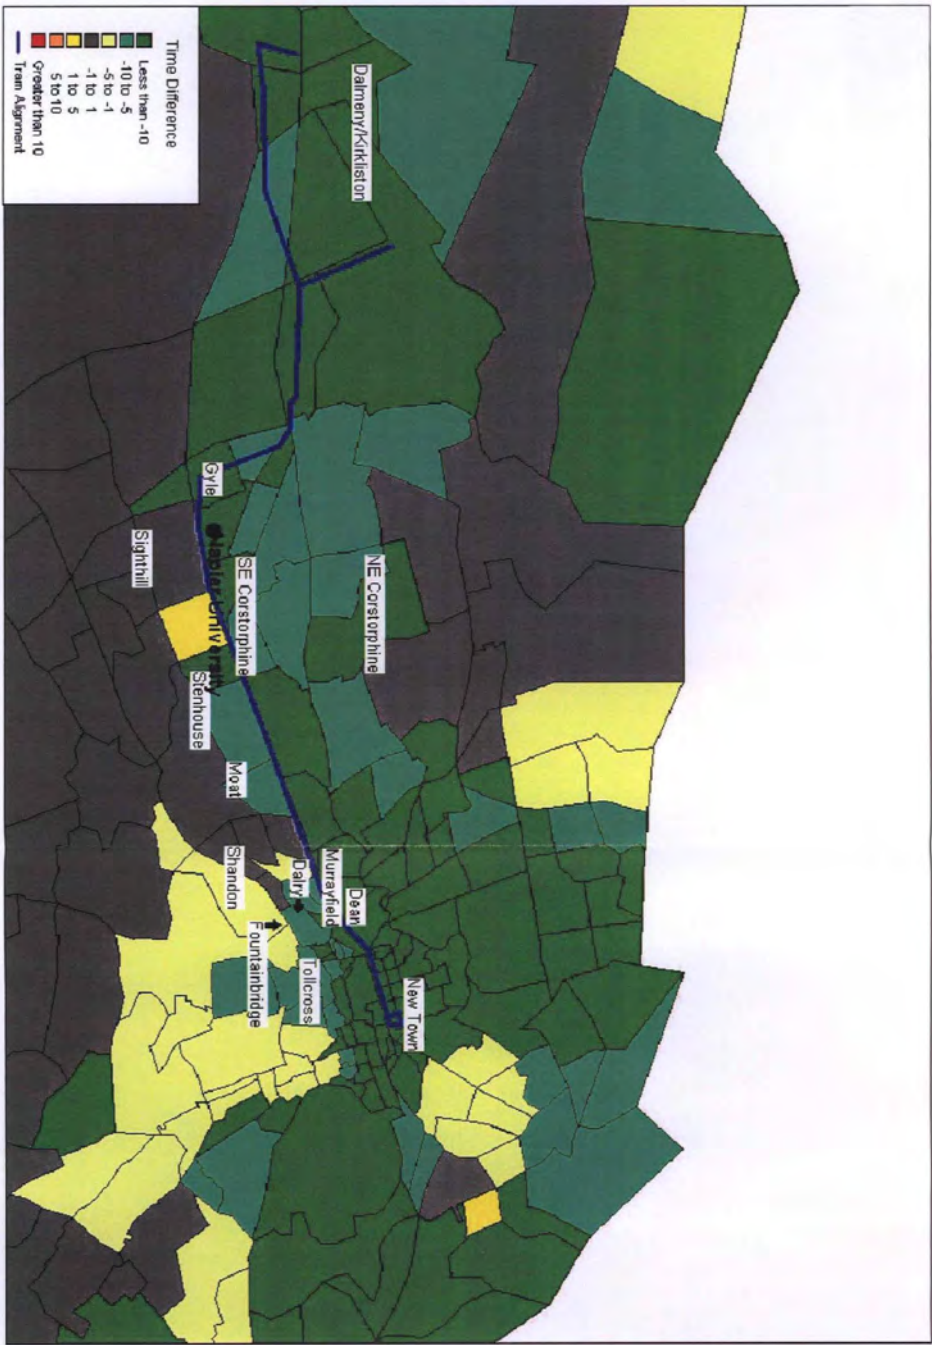 Time Difference
Less than -10
-10 to -5
-5 to -1
-1 to 1
1 to 5
5 to 10
Greater than 10
Tram Alignment
Dalmeny/Kirkliston
Gyle
Napier University
Sighthill
SE Corstorphine
NE Corstorphine
Stenhouse
Moat
Shandon
Dalry
Murrayfield
Dean
Fountainbridge
Tollcross
New Town